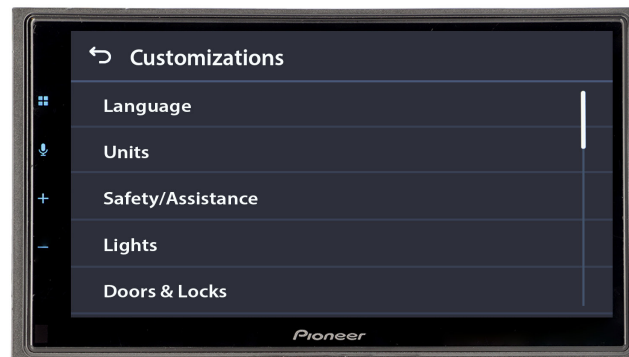 Customizations
Language
Units
Safety/Assistance
Lights
Doors & Locks
Pioneer